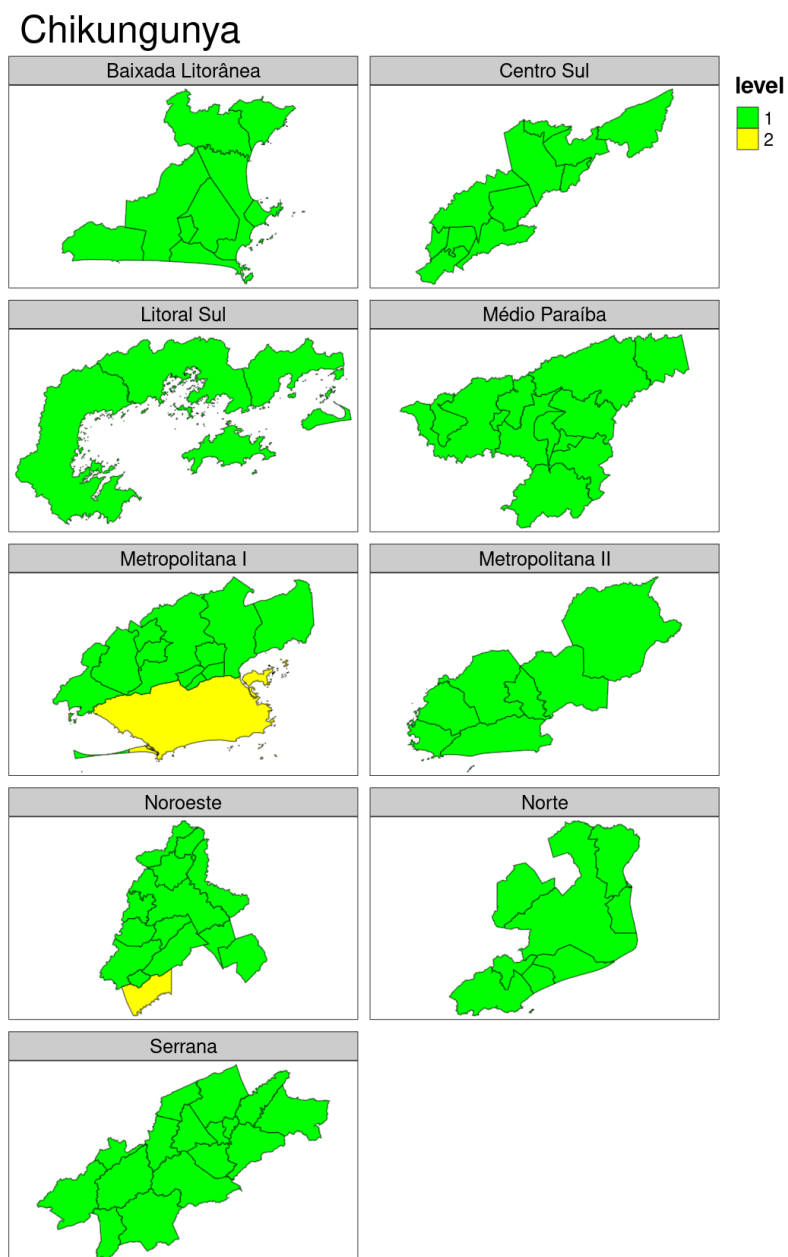 Chikungunya
Baixada Litorânea
Centro Sul
level
1
2
Litoral Sul
Médio Paraíba
Metropolitana I
Metropolitana II
Noroeste
Norte
Serrana